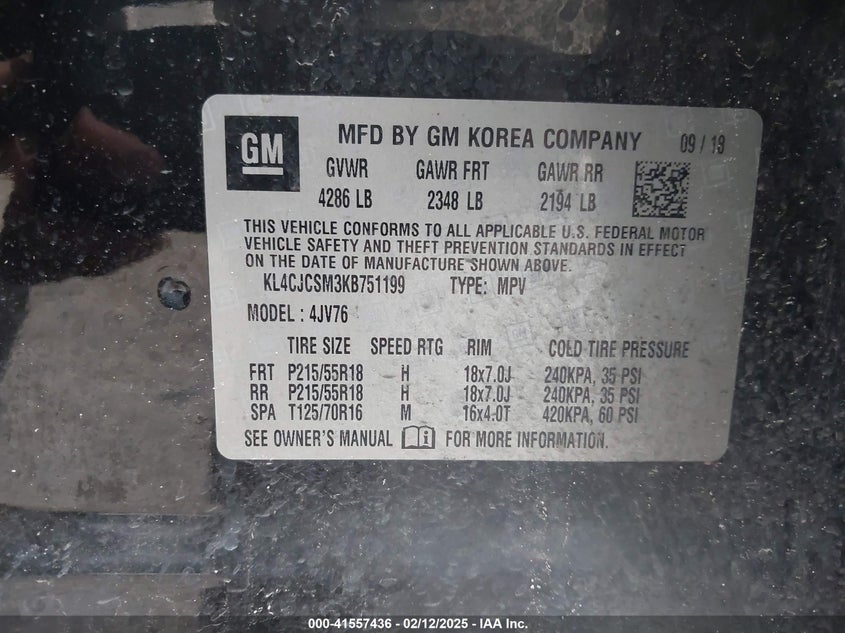 GM
MFD BY GM KOREA COMPANY 09 / 19
GVWR GAWR FRT GAWR RR
4286 LB 2348 LB 2194 LB
THIS VEHICLE CONFORMS TO ALL APPLICABLE U.S. FEDERAL MOTOR
VEHICLE SAFETY AND THEFT PREVENTION STANDARDS IN EFFECT
ON THE DATE OF MANUFACTURE SHOWN ABOVE.
KL4CJCSM3KB751199 TYPE: MPV
MODEL : 4JV76
TIRE SIZE SPEED RTG RIM COLD TIRE PRESSURE
FRT P215/55R18 H 18x7.0J 240KPA, 35 PSI
RR P215/55R18 H 18x7.0J 240KPA, 35 PSI
SPA T125/70R16 M 16x4.0T 420KPA, 60 PSI
SEE OWNER'S MANUAL FOR MORE INFORMATION.
000-41557436 - 02/12/2025 - IAA Inc.